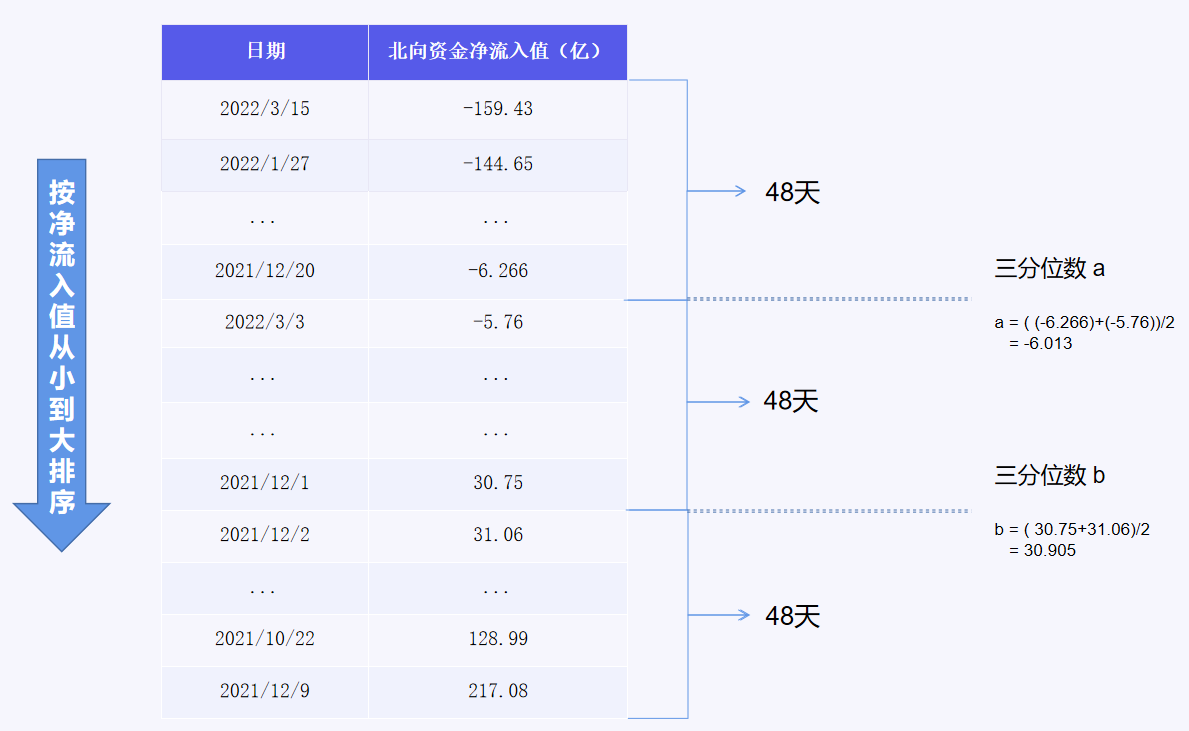 日期 北向资金净流入值（亿）
2022/3/15 -159.43
2022/1/27 -144.65
... ...
2021/12/20 -6.266
2022/3/3 -5.76
... ...
... ...
2021/12/1 30.75
2021/12/2 31.06
... ...
2021/10/22 128.99
2021/12/9 217.08
按净流入值从小到大排序
48天
48天
48天
三分位数 a
a = ( (-6.266)+(-5.76))/2
= -6.013
三分位数 b
b = ( 30.75+31.06)/2
= 30.905